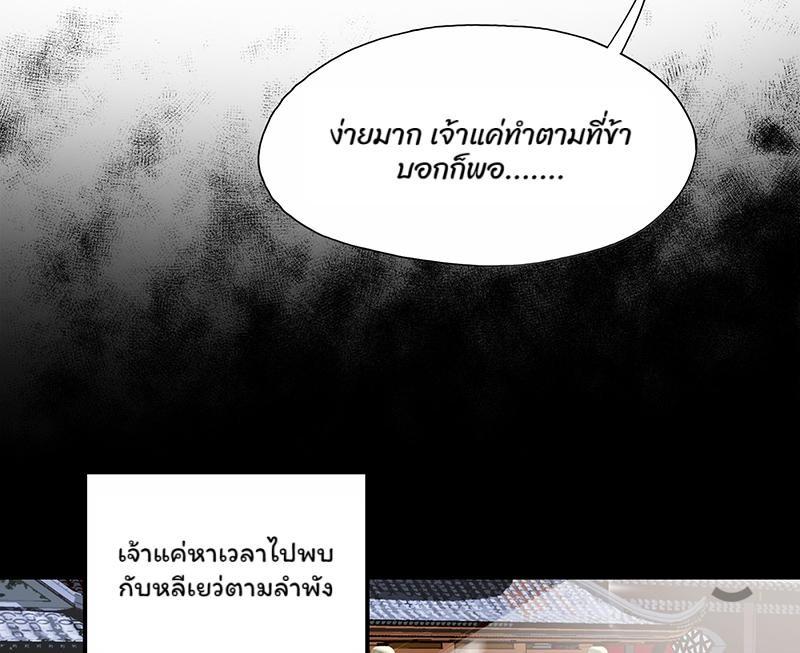 ง่ายมาก เจ้าแค่ทำตามที่ข้า
บอกก็พอ.......
เจ้าแค่หาเวลาไปพบ
กับหลีเยว่ตามลำพัง